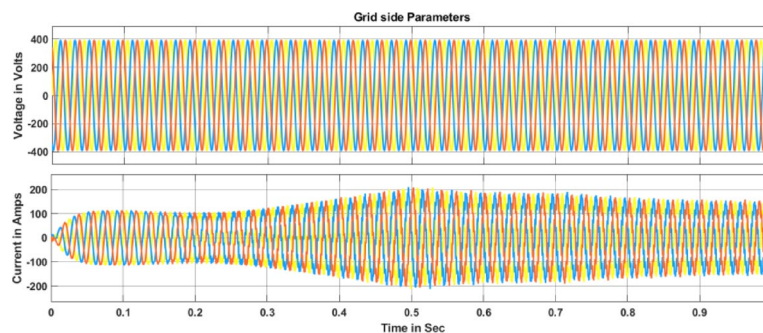 Grid side Parameters
Voltage in Volts
400
200
0
-200
-400
Current in Amps
200
100
0
-100
-200
0 0.1 0.2 0.3 0.4 0.5 0.6 0.7 0.8 0.9
Time in Sec